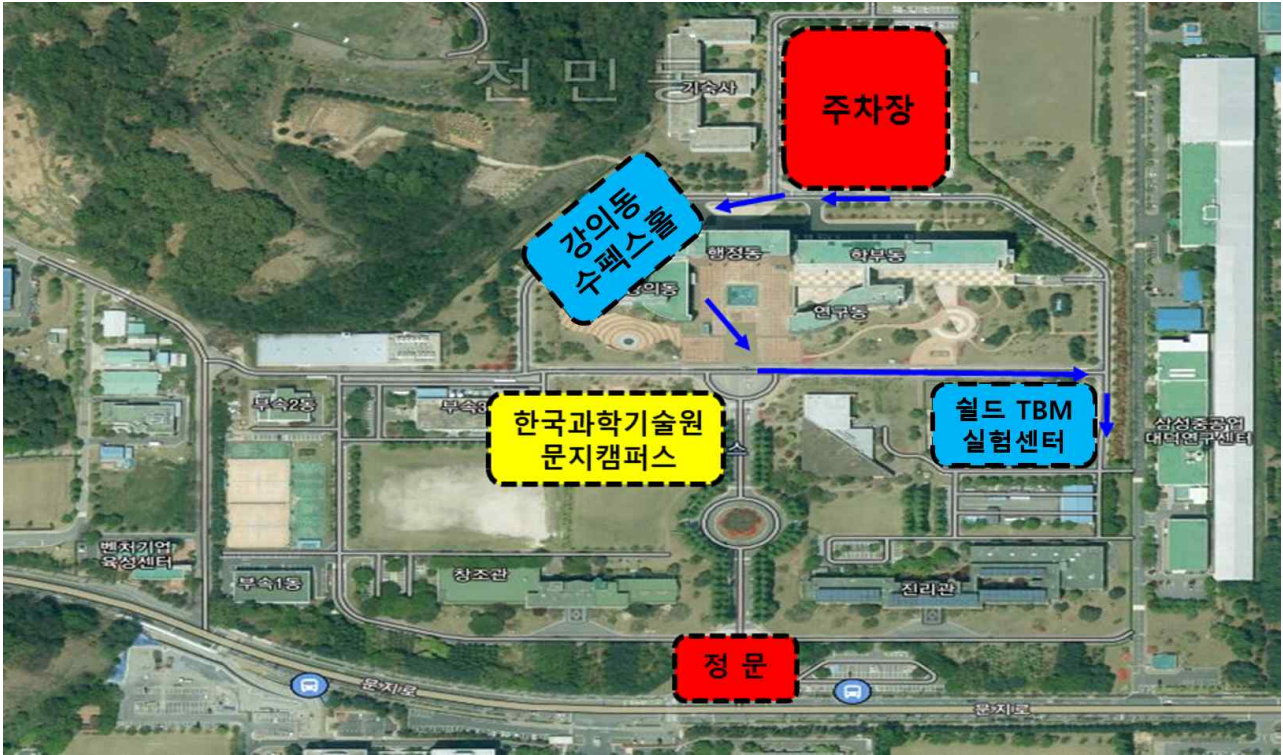 전 민 동
기숙사
주차장
강의동
수펙스홀
행정동
학부동
강의동
연구동
부속2동
부속3
한국과학기술원
문지캠퍼스
쉴드 TBM
실험센터
삼성중공업
대덕연구센터
스
벤처기업
육성센터
부속1동
창조관
진리관
정 문
문지로
문지로